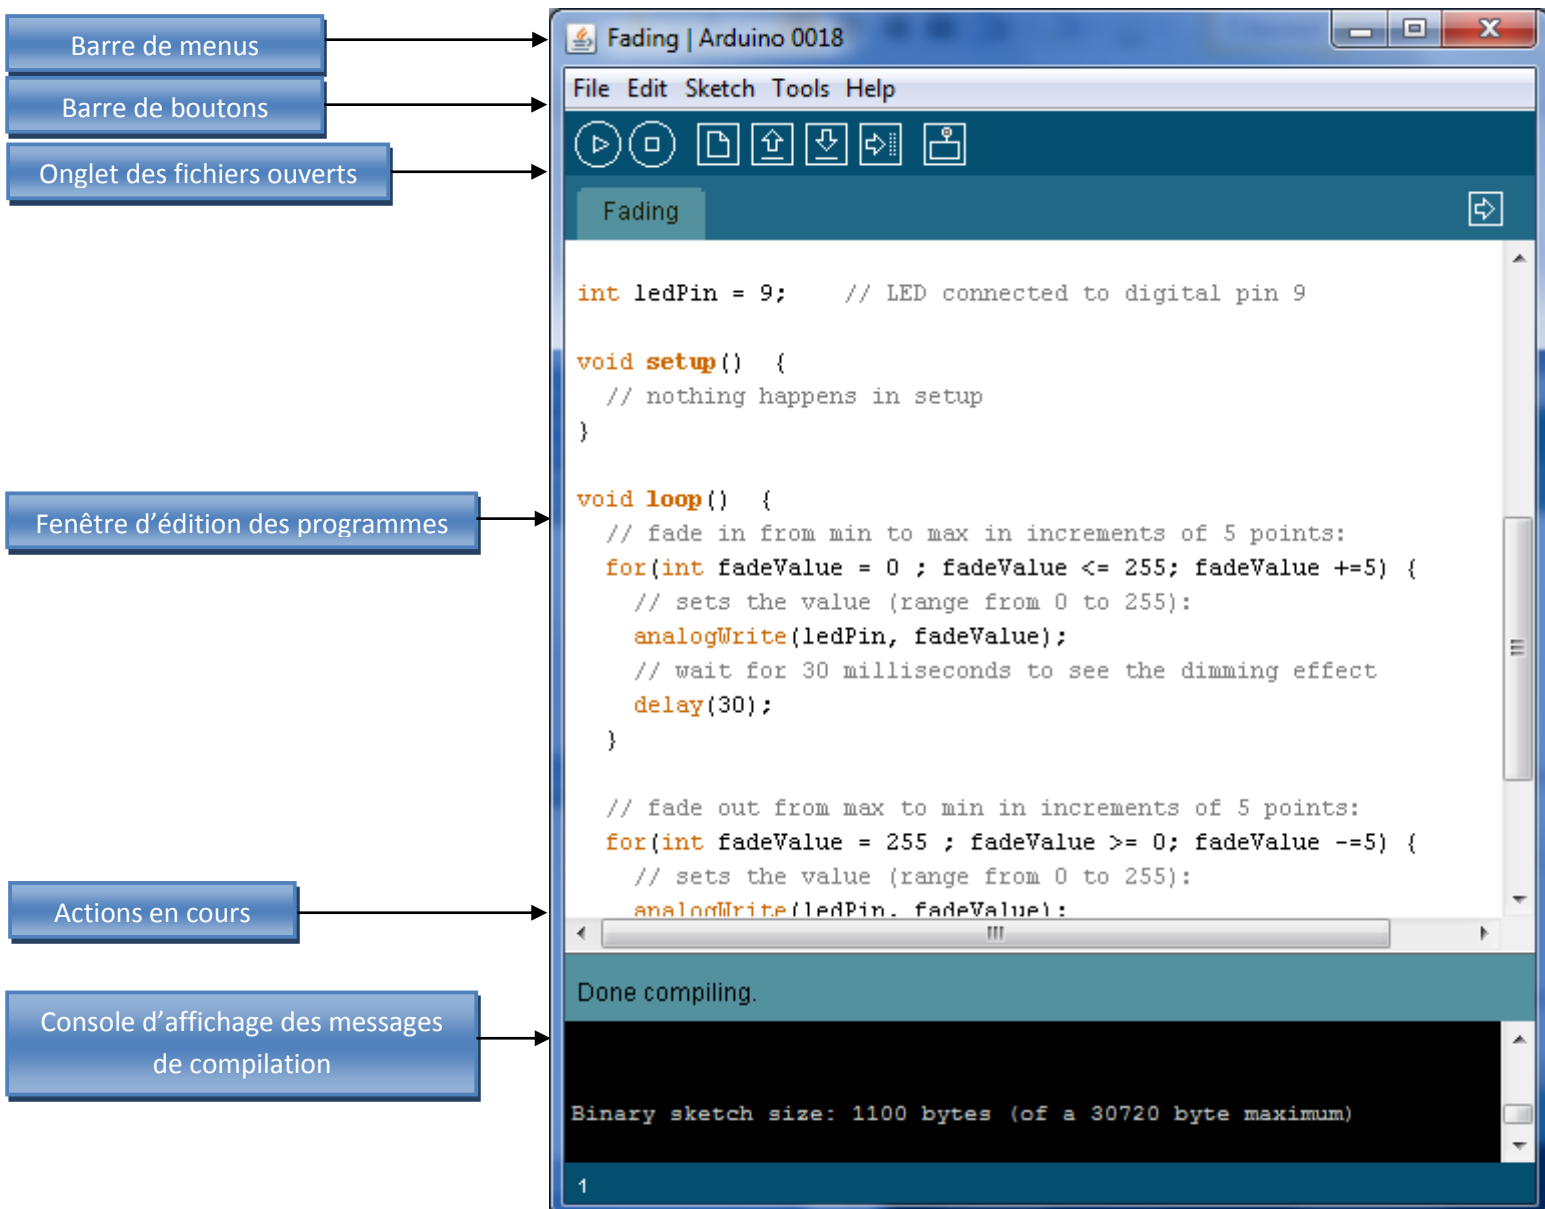 Barre de menus
Barre de boutons
Onglet des fichiers ouverts
Fenêtre d’édition des programmes
Actions en cours
Console d’affichage des messages
de compilation
Fading | Arduino 0018
File Edit Sketch Tools Help
Fading
int ledPin = 9;    // LED connected to digital pin 9
void setup()  {
  // nothing happens in setup
}
void loop()  {
  // fade in from min to max in increments of 5 points:
  for(int fadeValue = 0 ; fadeValue <= 255; fadeValue +=5) {
    // sets the value (range from 0 to 255):
    analogWrite(ledPin, fadeValue);
    // wait for 30 milliseconds to see the dimming effect
    delay(30);
  }
  // fade out from max to min in increments of 5 points:
  for(int fadeValue = 255 ; fadeValue >= 0; fadeValue -=5) {
    // sets the value (range from 0 to 255):
    analogWrite(ledPin, fadeValue);
Done compiling.
Binary sketch size: 1100 bytes (of a 30720 byte maximum)
1